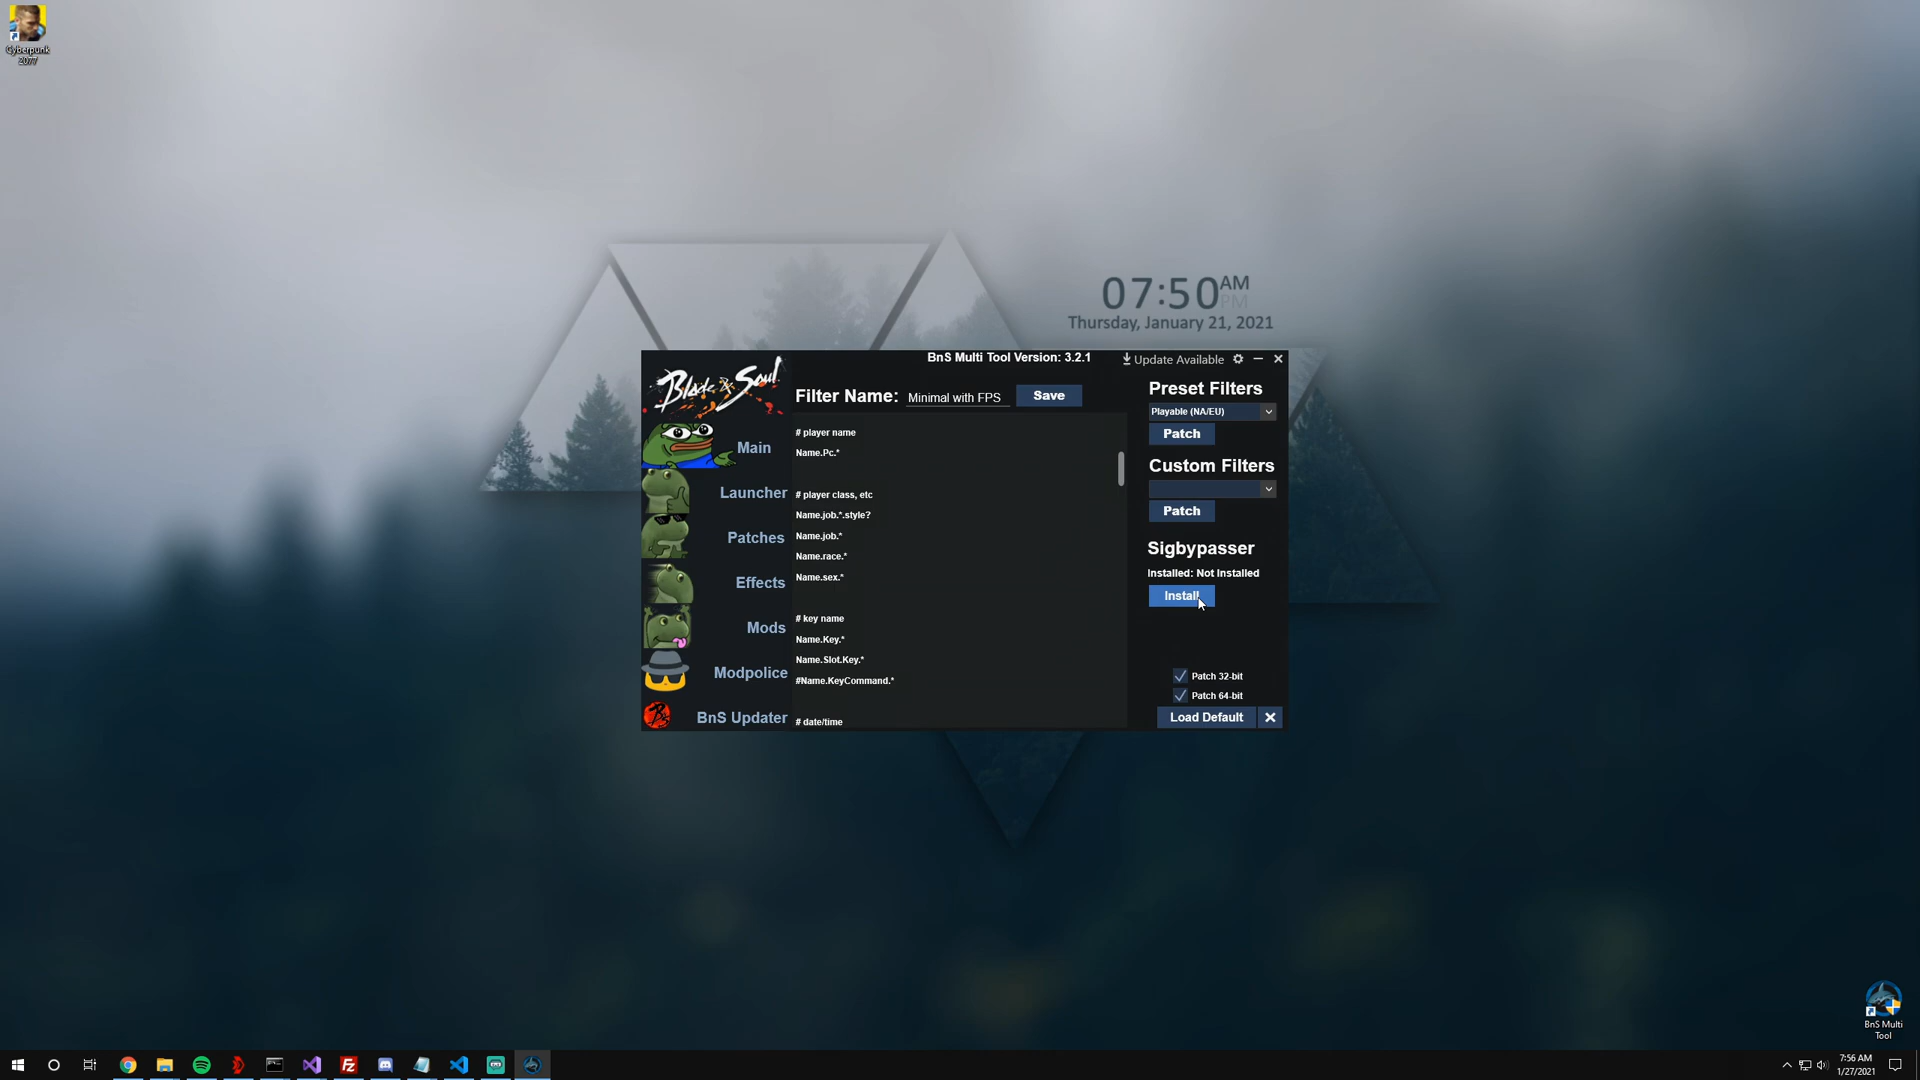 Cyberpunk
2077
07:50 AM
PM
Thursday, January 21, 2021
BnS Multi Tool Version: 3.2.1
Update Available
Blade & Soul
Main
Launcher
Patches
Effects
Mods
Modpolice
BnS Updater
Filter Name: Minimal with FPS Save
# player name
Name.Pc.*
# player class, etc
Name.job.*.style?
Name.job.*
Name.race.*
Name.sex.*
# key name
Name.Key.*
Name.Slot.Key.*
#Name.KeyCommand.*
# date/time
Preset Filters
Playable (NA/EU)
Patch
Custom Filters
Patch
Sigbypasser
Installed: Not Installed
Install
Patch 32-bit
Patch 64-bit
Load Default
BnS Multi
Tool
7:56 AM
1/27/2021